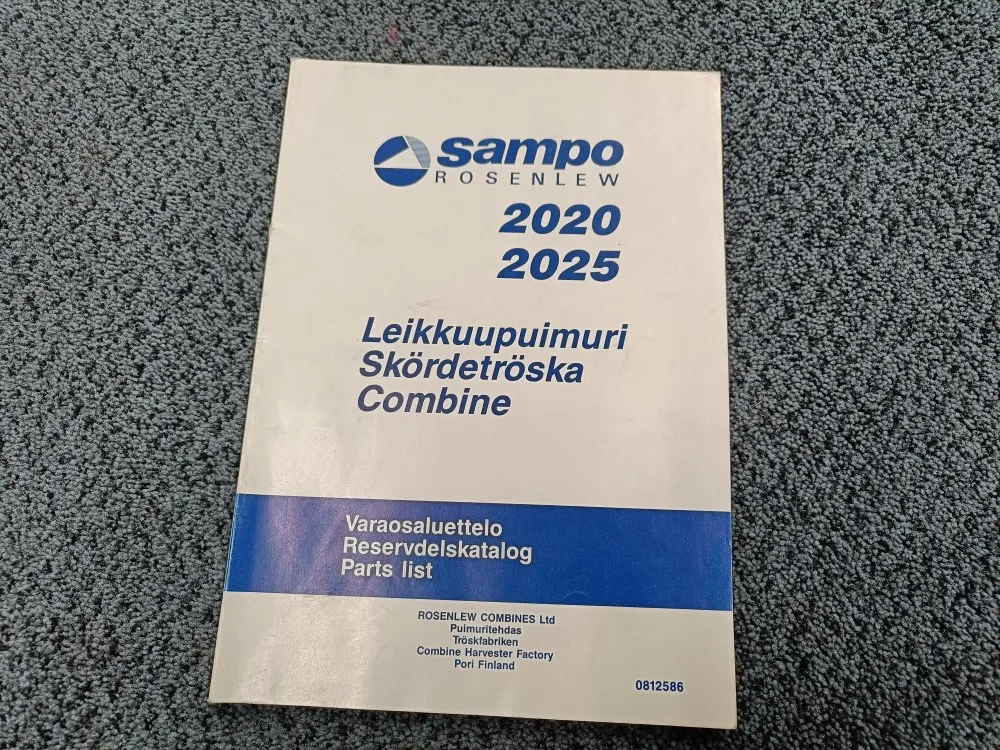 sampo
ROSENLEW
2020
2025
Leikkuupuimuri
Skördetröska
Combine
Varaosaluettelo
Reservdelskatalog
Parts list
ROSENLEW COMBINES Ltd
Puimuritehdas
Tröskfabriken
Combine Harvester Factory
Pori Finland
0812586